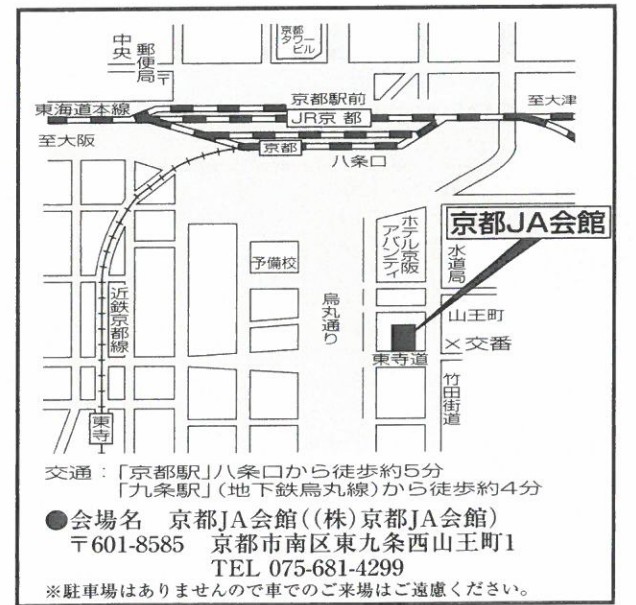 京都
タワー
ビル
中央
郵便局〒
東海道本線
京都駅前
JR京都
至大津
至大阪
京都
八条口
京都JA会館
ホテル京阪
アバンティ
水道局
予備校
烏丸通り
近鉄京都線
山王町
×交番
東寺道
竹田街道
東寺
交通：「京都駅」八条口から徒歩約5分
「九条駅」（地下鉄烏丸線）から徒歩約4分
●会場名　京都JA会館（（株）京都JA会館）
〒601-8585　京都市南区東九条西山王町1
TEL 075-681-4299
※駐車場はありませんので車でのご来場はご遠慮ください。